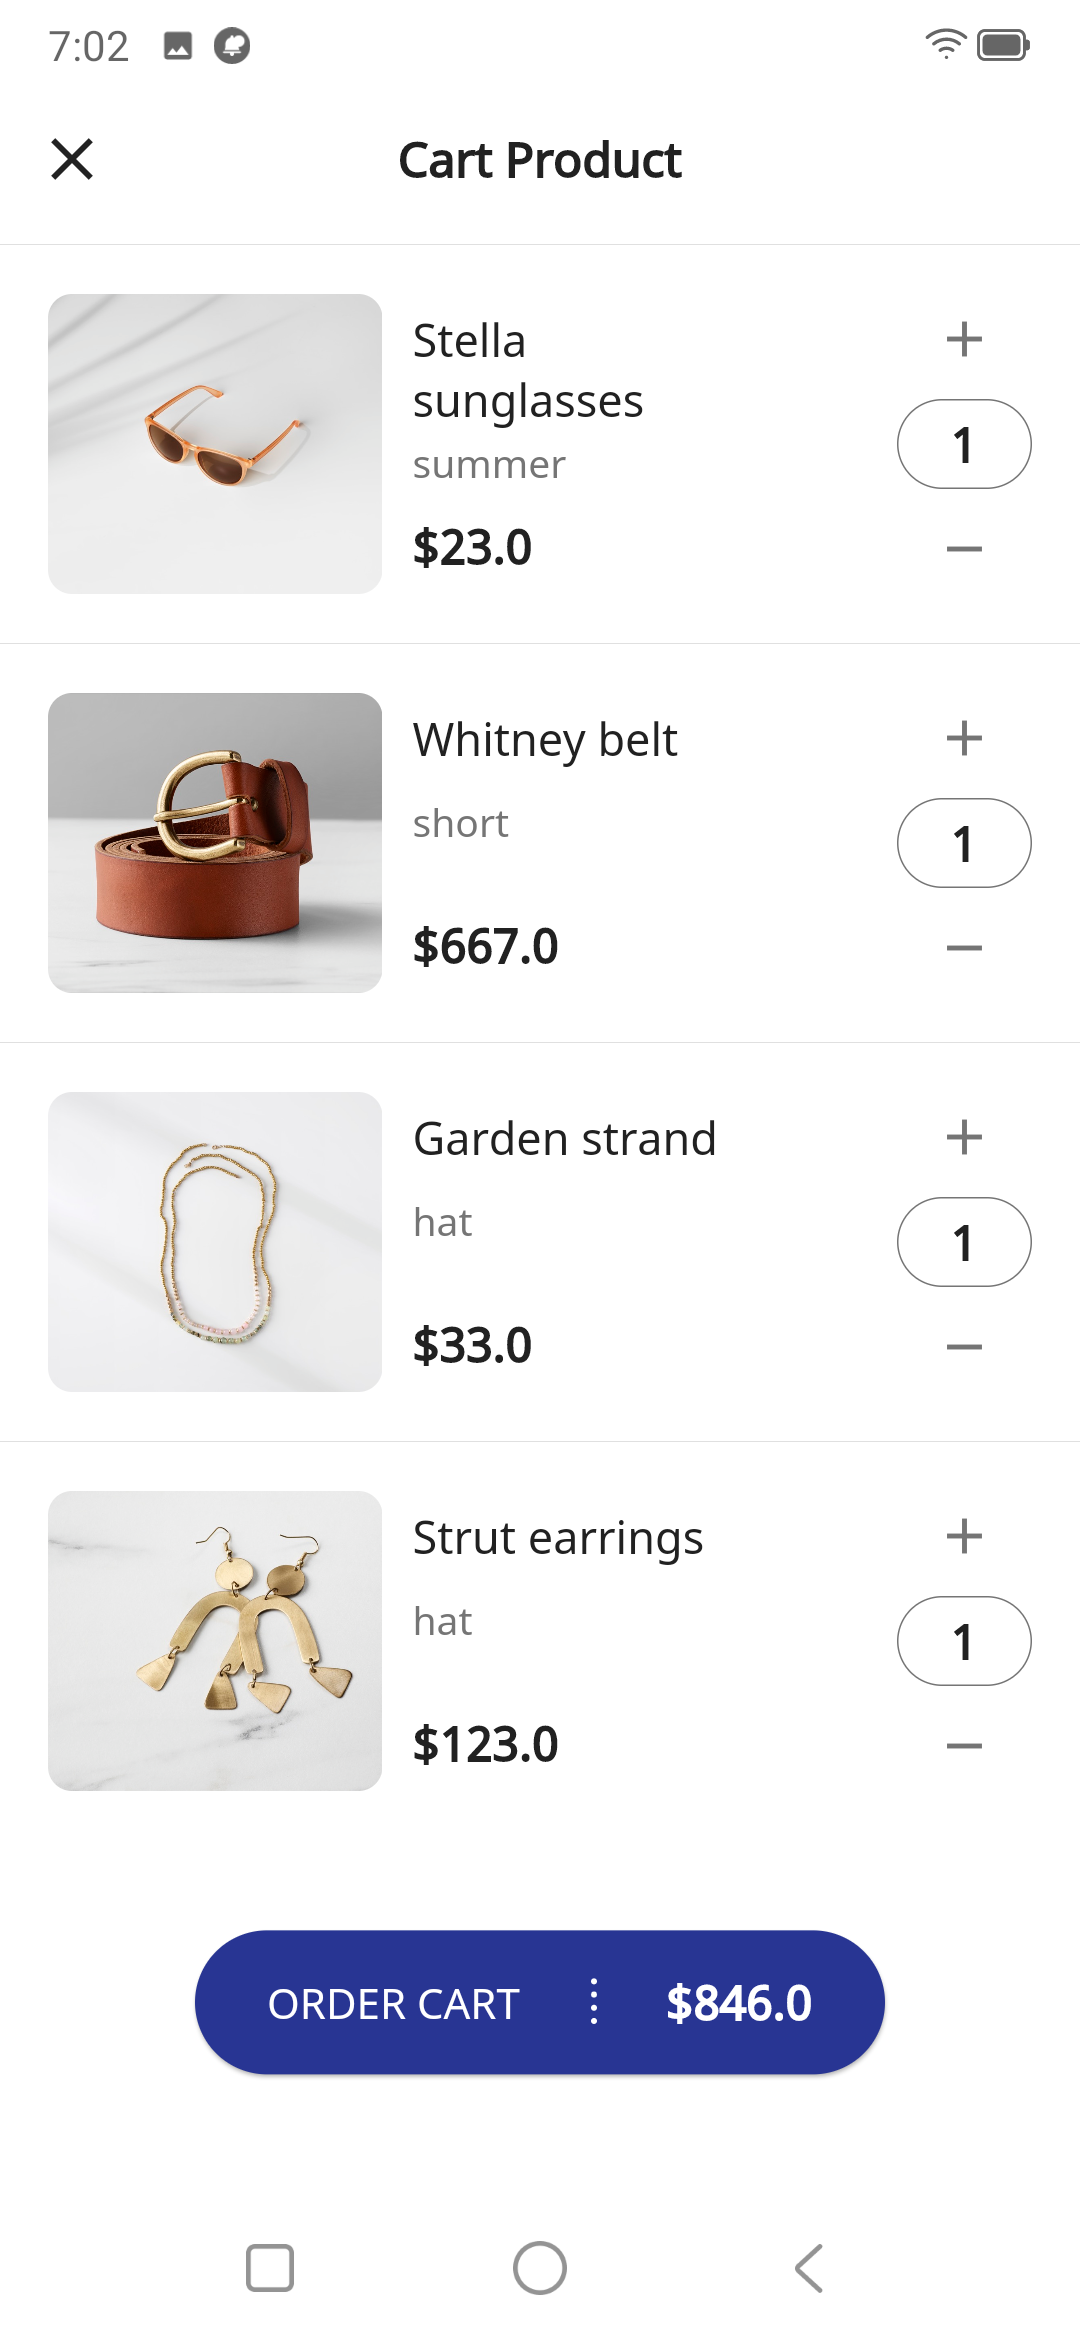 7:02
Cart Product
Stella
sunglasses
summer
$23.0
1
Whitney belt
short
$667.0
1
Garden strand
hat
$33.0
1
Strut earrings
hat
$123.0
1
ORDER CART
$846.0